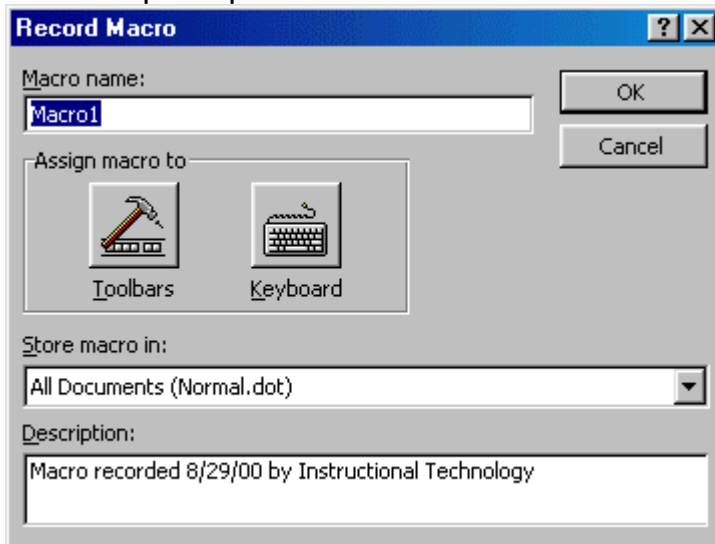 Record Macro
Macro name:
Macro1
OK
Cancel
Assign macro to
Toolbars
Keyboard
Store macro in:
All Documents (Normal.dot)
Description:
Macro recorded 8/29/00 by Instructional Technology